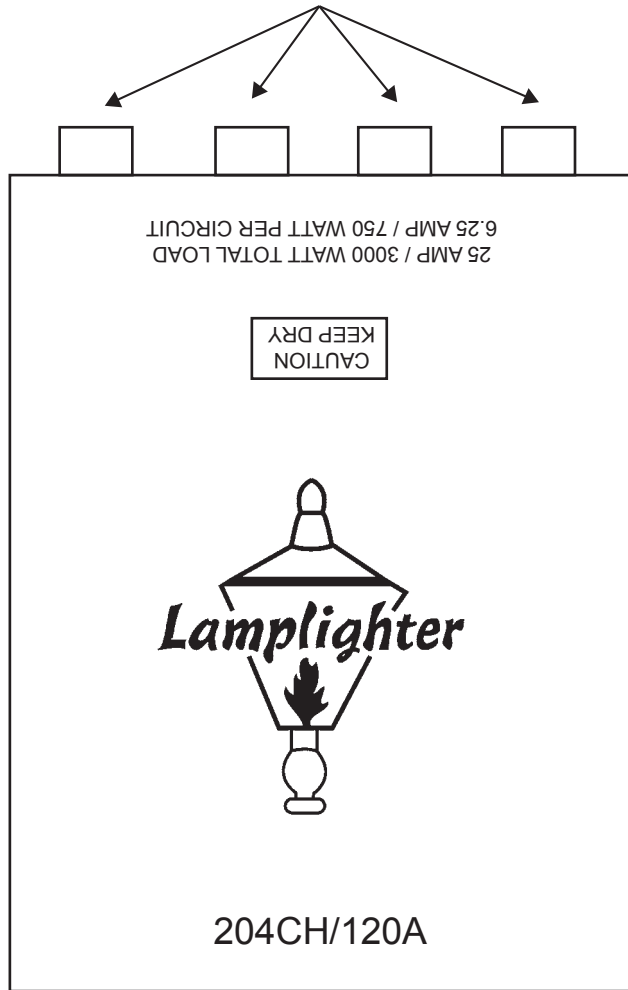 25 AMP / 3000 WATT TOTAL LOAD
6.25 AMP / 750 WATT PER CIRCUIT
CAUTION
KEEP DRY
Lamplighter
204CH/120A